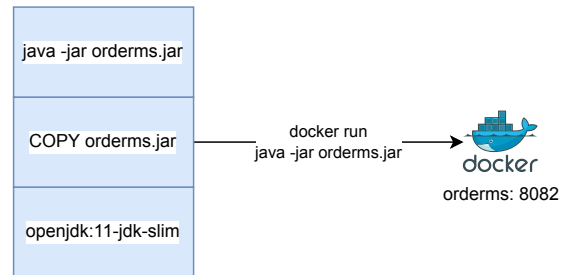 java -jar orderms.jar
COPY orderms.jar
openjdk:11-jdk-slim
docker run
java -jar orderms.jar
docker
orderms: 8082